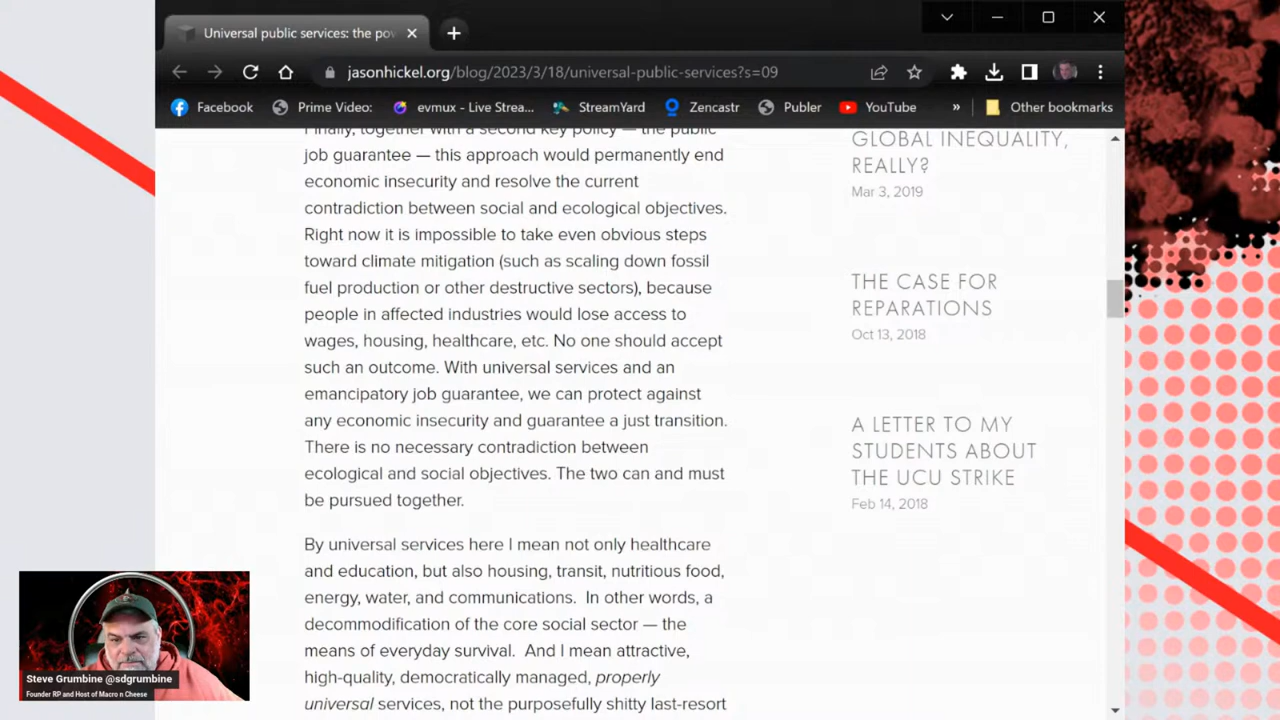 Universal public services: the pov
jasonhickel.org/blog/2023/3/18/universal-public-services?s=09
Facebook
Prime Video:
evmux - Live Strea...
StreamYard
Zencastr
Publer
YouTube
»
Other bookmarks
Finally, together with a second key policy — the public
job guarantee — this approach would permanently end
economic insecurity and resolve the current
contradiction between social and ecological objectives.
Right now it is impossible to take even obvious steps
toward climate mitigation (such as scaling down fossil
fuel production or other destructive sectors), because
people in affected industries would lose access to
wages, housing, healthcare, etc. No one should accept
such an outcome. With universal services and an
emancipatory job guarantee, we can protect against
any economic insecurity and guarantee a just transition.
There is no necessary contradiction between
ecological and social objectives. The two can and must
be pursued together.
By universal services here I mean not only healthcare
and education, but also housing, transit, nutritious food,
energy, water, and communications. In other words, a
decommodification of the core social sector — the
means of everyday survival. And I mean attractive,
high-quality, democratically managed, properly
universal services, not the purposefully shitty last-resort
GLOBAL INEQUALITY,
REALLY?
Mar 3, 2019
THE CASE FOR
REPARATIONS
Oct 13, 2018
A LETTER TO MY
STUDENTS ABOUT
THE UCU STRIKE
Feb 14, 2018
Steve Grumbine @sdgrumbine
Founder RP and Host of Macro n Cheese